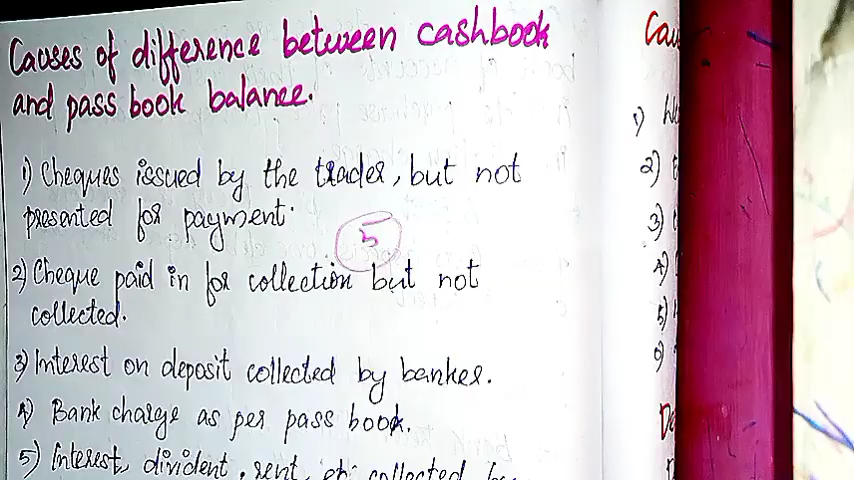 Causes of difference between cashbook
and pass book balance.
1) Cheques issued by the trader, but not
presented for payment.
5
2) Cheque paid in for collection but not
collected.
3) Interest on deposit collected by banker.
4) Bank charge as per pass book.
5) Interest, divident, rent, etc collected by
Cau
1)
2)
3)
4)
5)
6)